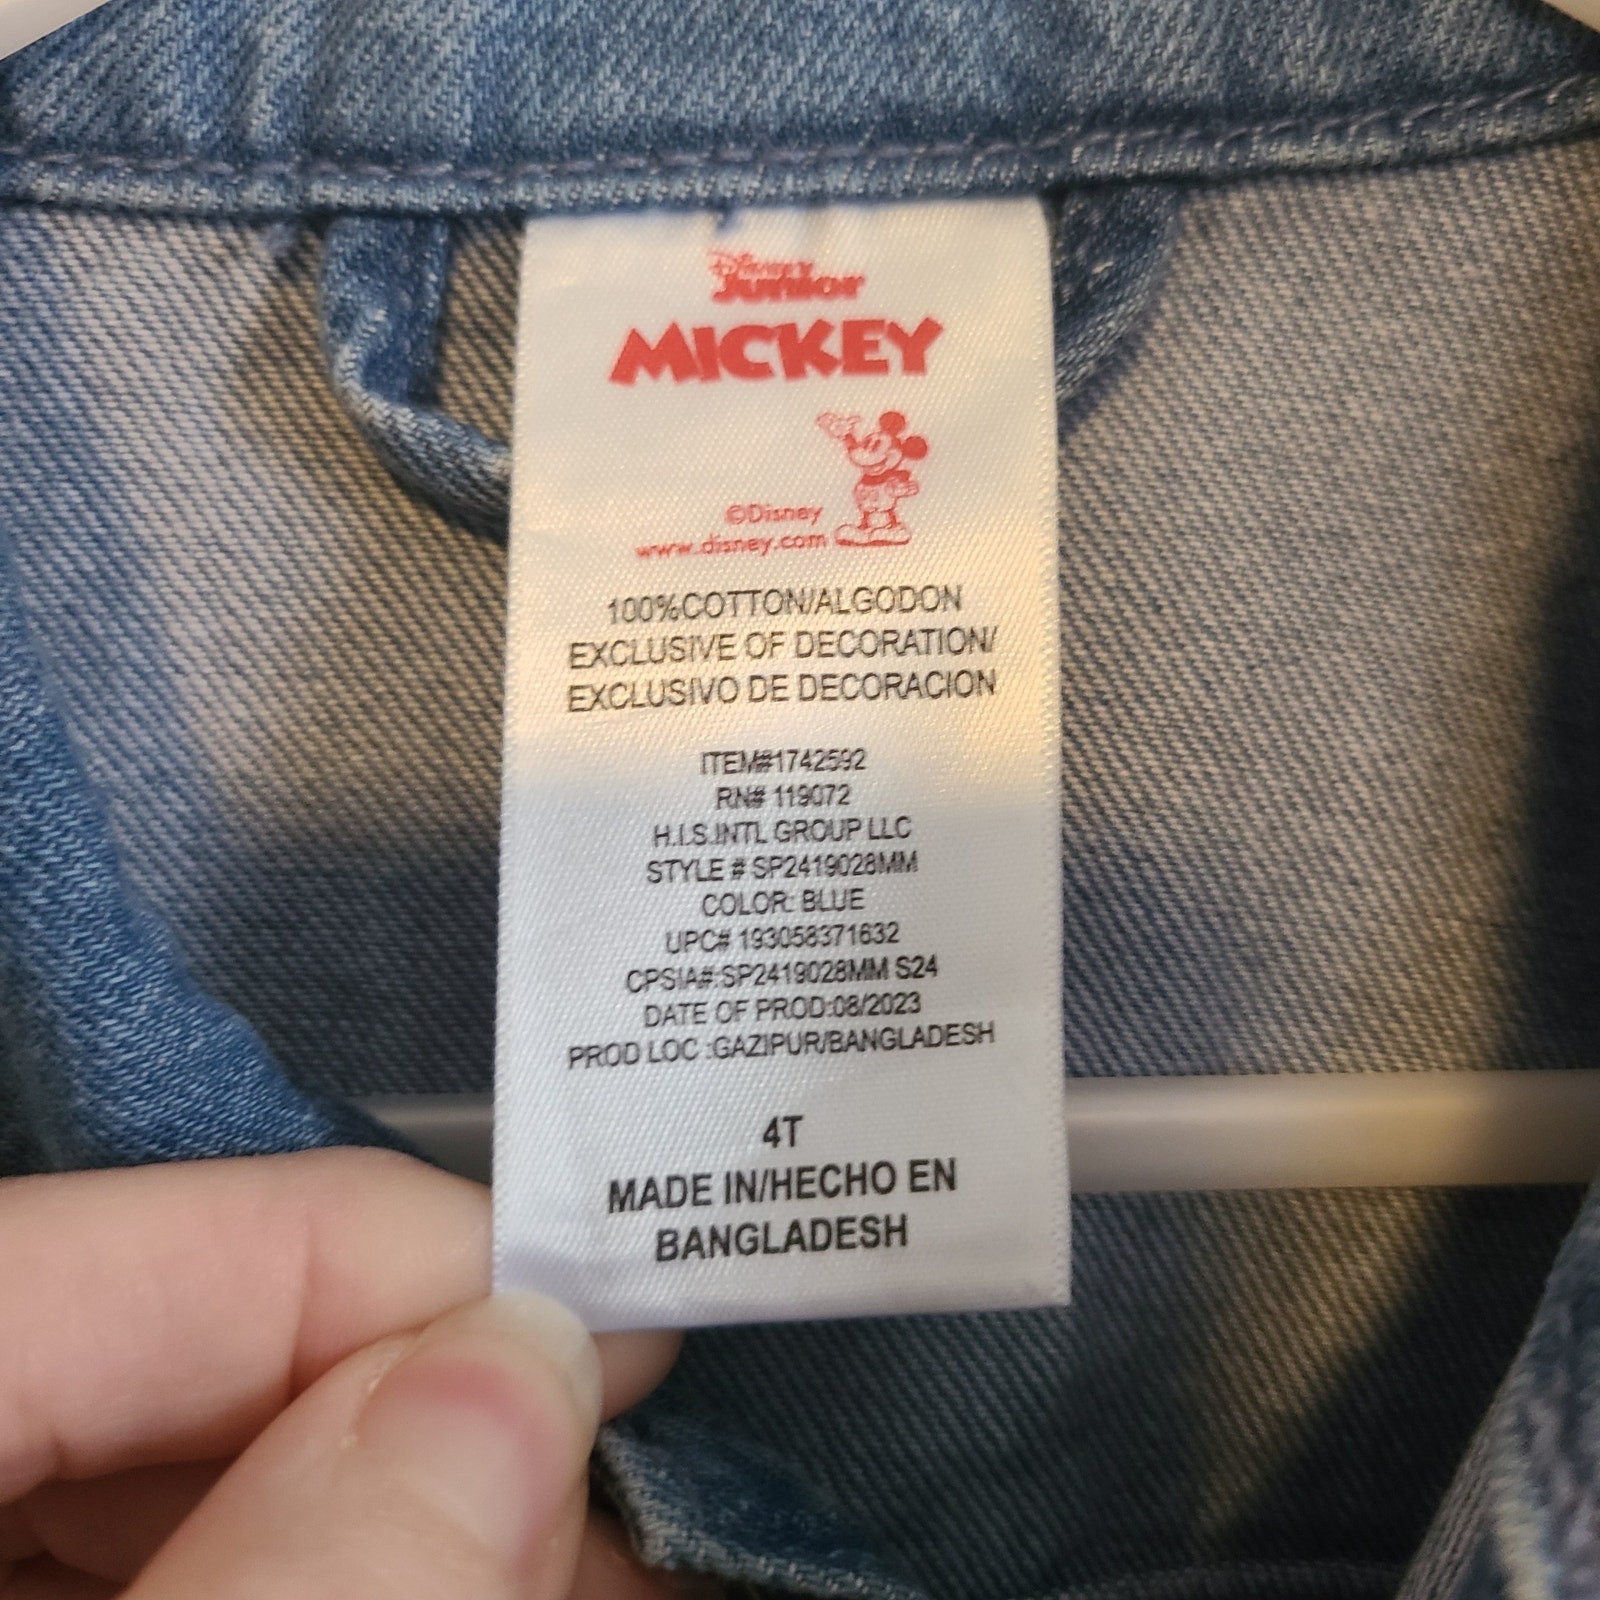 Disney
Junior
MICKEY
©Disney
www.disney.com
100%COTTON/ALGODON
EXCLUSIVE OF DECORATION/
EXCLUSIVO DE DECORACION
ITEM#1742592
RN# 119072
H.I.S.INTL GROUP LLC
STYLE # SP2419028MM
COLOR: BLUE
UPC# 193058371632
CPSIA#:SP2419028MM S24
DATE OF PROD:08/2023
PROD LOC :GAZIPUR/BANGLADESH
4T
MADE IN/HECHO EN
BANGLADESH